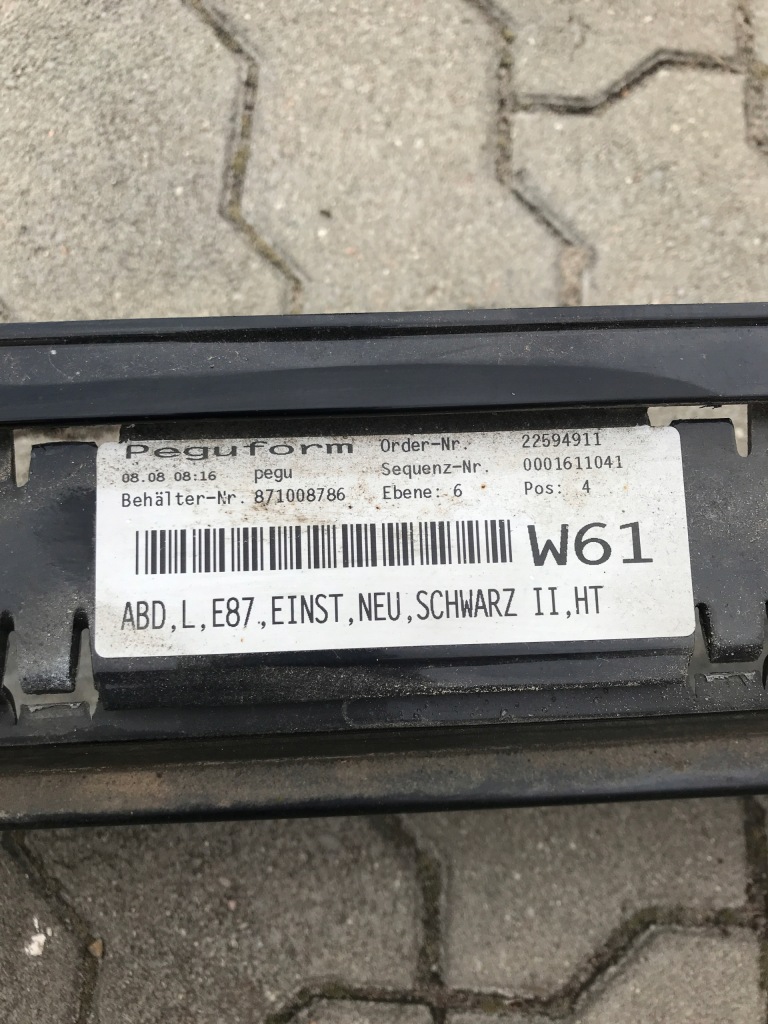 Peguform Order-Nr. 22594911
08.08 08:16 pegu Sequenz-Nr. 0001611041
Behälter-Nr. 871008786 Ebene: 6 Pos: 4
W61
ABD,L,E87,EINST,NEU,SCHWARZ II,HT